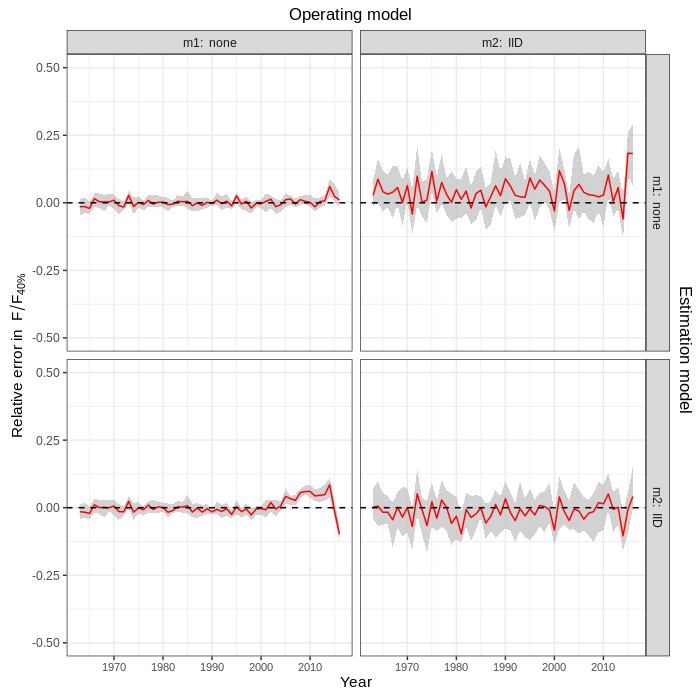 Operating model
m1: none
m2: IID
0.50
0.25
0.00
-0.25
-0.50
m1: none
0.50
0.25
0.00
-0.25
-0.50
m2: IID
Relative error in F/F40%
Estimation model
1970 1980 1990 2000 2010
1970 1980 1990 2000 2010
Year